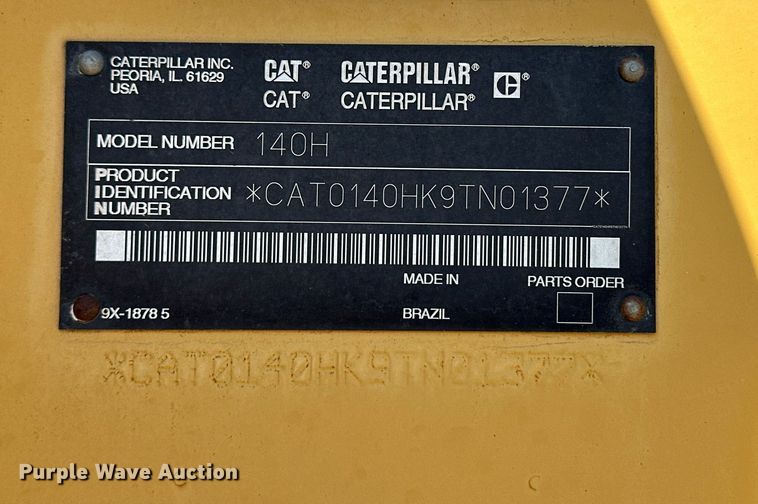 CATERPILLAR INC.
PEORIA, IL. 61629
USA
CAT® CATERPILLAR® C®
CAT® CATERPILLAR®
MODEL NUMBER 140H
PRODUCT
IDENTIFICATION
NUMBER
*CAT0140HK9TN01377*
MADE IN
BRAZIL
PARTS ORDER
9X-1878 5
*CAT0140HK9TN01377*
Purple Wave Auction